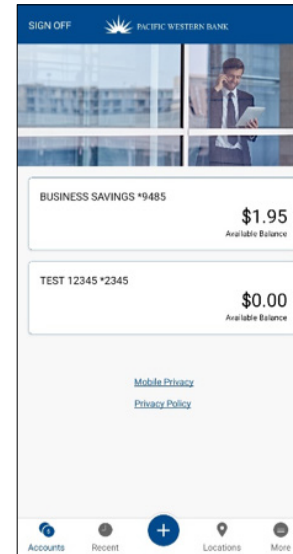 SIGN OFF PACIFIC WESTERN BANK
BUSINESS SAVINGS *9485
$1.95
Available Balance
TEST 12345 *2345
$0.00
Available Balance
Mobile Privacy
Privacy Policy
Accounts Recent + Locations More